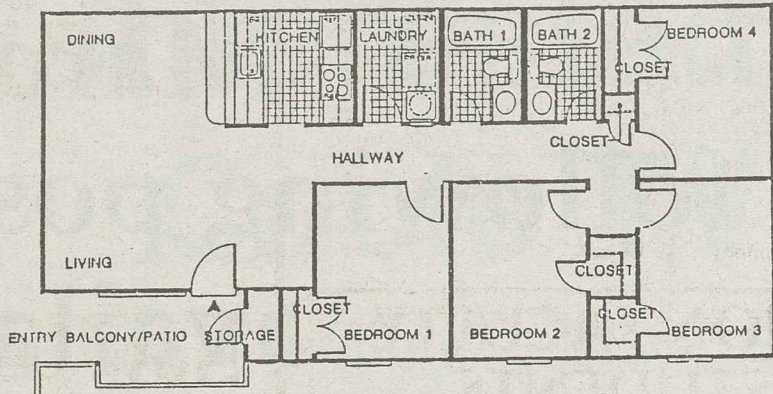 DINING
KITCHEN
LAUNDRY
BATH 1
BATH 2
BEDROOM 4
CLOSET
CLOSET
HALLWAY
LIVING
CLOSET
CLOSET
CLOSET
ENTRY BALCONY/PATIO
STORAGE
BEDROOM 1
BEDROOM 2
BEDROOM 3